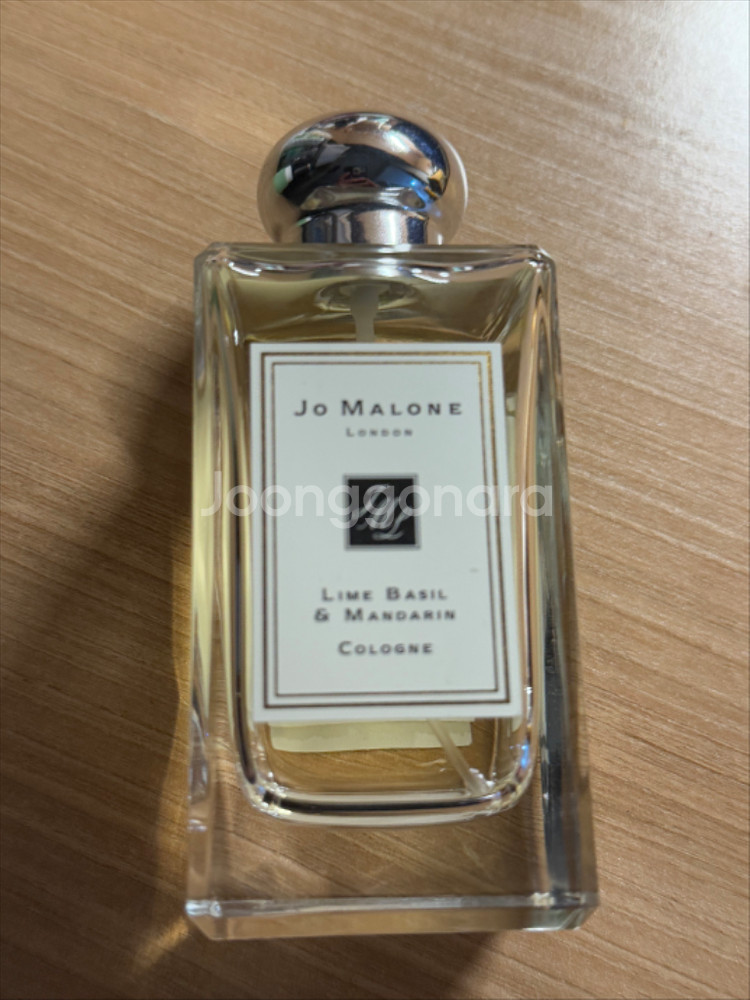 Jo Malone
London
Joonggonara
Lime Basil
& Mandarin
Cologne